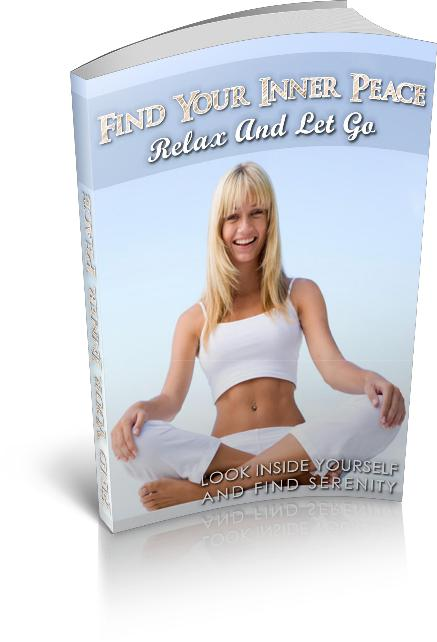 Find Your Inner Peace
Relax And Let Go
LOOK INSIDE YOURSELF
AND FIND SERENITY
Find Your Inner Peace